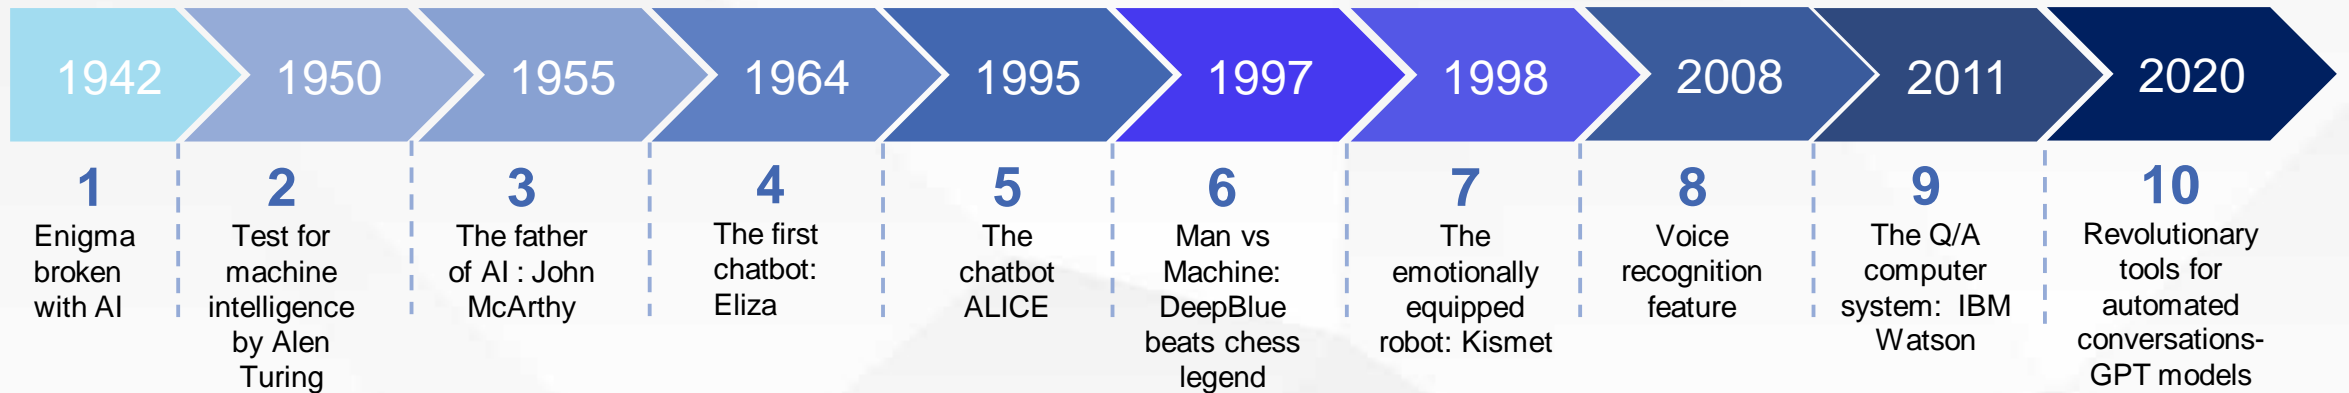 1942
1950
1955
1964
1995
1997
1998
2008
2011
2020
1
Enigma
broken
with AI
2
Test for
machine
intelligence
by Alen
Turing
3
The father
of AI : John
McArthy
4
The first
chatbot:
Eliza
5
The
chatbot
ALICE
6
Man vs
Machine:
DeepBlue
beats chess
legend
7
The
emotionally
equipped
robot: Kismet
8
Voice
recognition
feature
9
The Q/A
computer
system: IBM
Watson
10
Revolutionary
tools for
automated
conversations-
GPT models